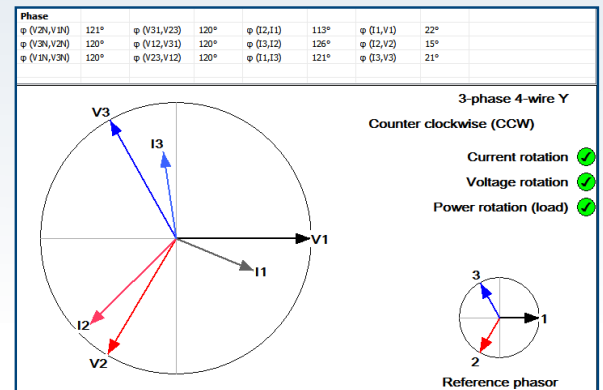 Phase
φ (V2N,V1N) 121° φ (V31,V23) 120° φ (I2,I1) 113° φ (I1,V1) 22°
φ (V3N,V2N) 120° φ (V12,V31) 120° φ (I3,I2) 126° φ (I2,V2) 15°
φ (V1N,V3N) 120° φ (V23,V12) 120° φ (I1,I3) 121° φ (I3,V3) 21°
3-phase 4-wire Y
Counter clockwise (CCW)
Current rotation
Voltage rotation
Power rotation (load)
V3
I3
V1
I1
I2
V2
3
1
2
Reference phasor